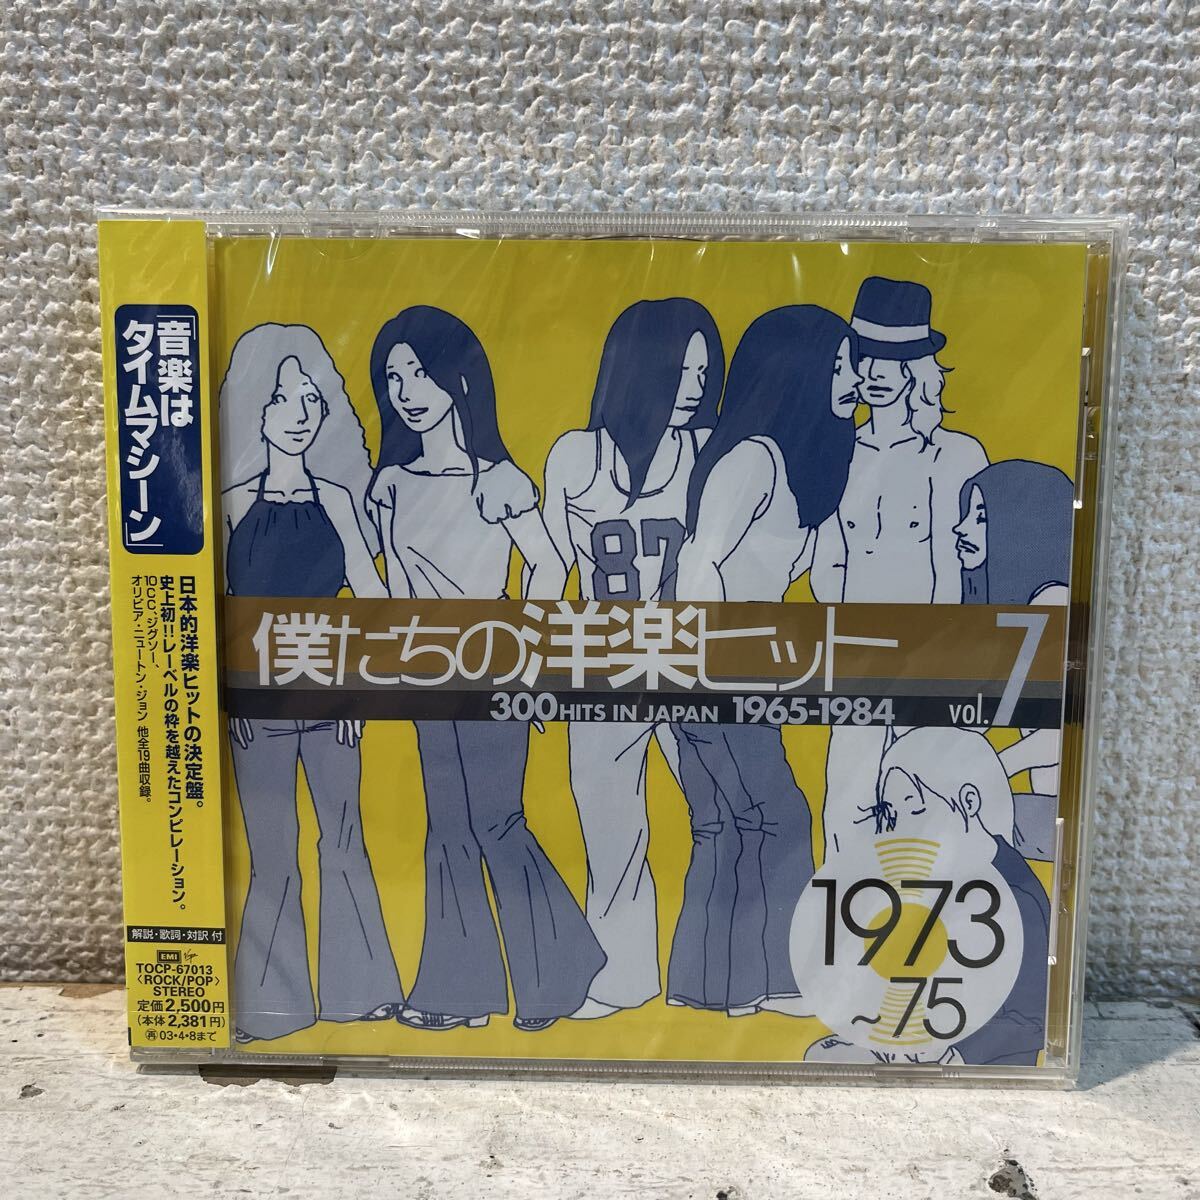 「音楽は
タイムマシーン」
日本的洋楽ヒットの決定盤。
史上初!!レーベルの枠を越えたコンピレーション。
10CC、ジグソー、
オリビア・ニュートン・ジョン 他全19曲収録。
解説・歌詞・対訳 付
EMI Virgin
TOCP-67013
〈ROCK/POP〉
STEREO
定価2,500円
(本体2,381円)
再03・4・8まで
87
僕たちの洋楽ヒット
300 HITS IN JAPAN 1965-1984 vol.7
1973
~75